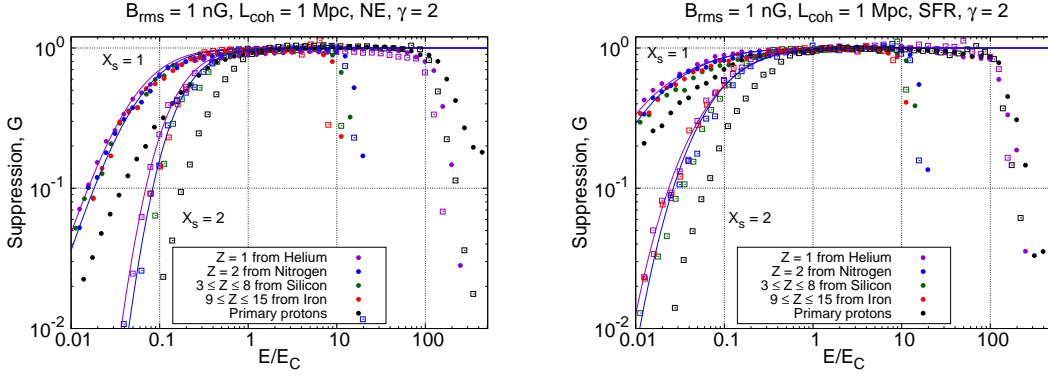 B_rms = 1 nG, L_coh = 1 Mpc, NE, γ = 2
Suppression, G
10^0
10^-1
10^-2
X_s = 1
X_s = 2
Z = 1 from Helium
Z = 2 from Nitrogen
3 ≤ Z ≤ 8 from Silicon
9 ≤ Z ≤ 15 from Iron
Primary protons
0.01 0.1 1 10 100
E/E_C
B_rms = 1 nG, L_coh = 1 Mpc, SFR, γ = 2
Suppression, G
10^0
10^-1
10^-2
X_s = 1
X_s = 2
Z = 1 from Helium
Z = 2 from Nitrogen
3 ≤ Z ≤ 8 from Silicon
9 ≤ Z ≤ 15 from Iron
Primary protons
0.01 0.1 1 10 100
E/E_C